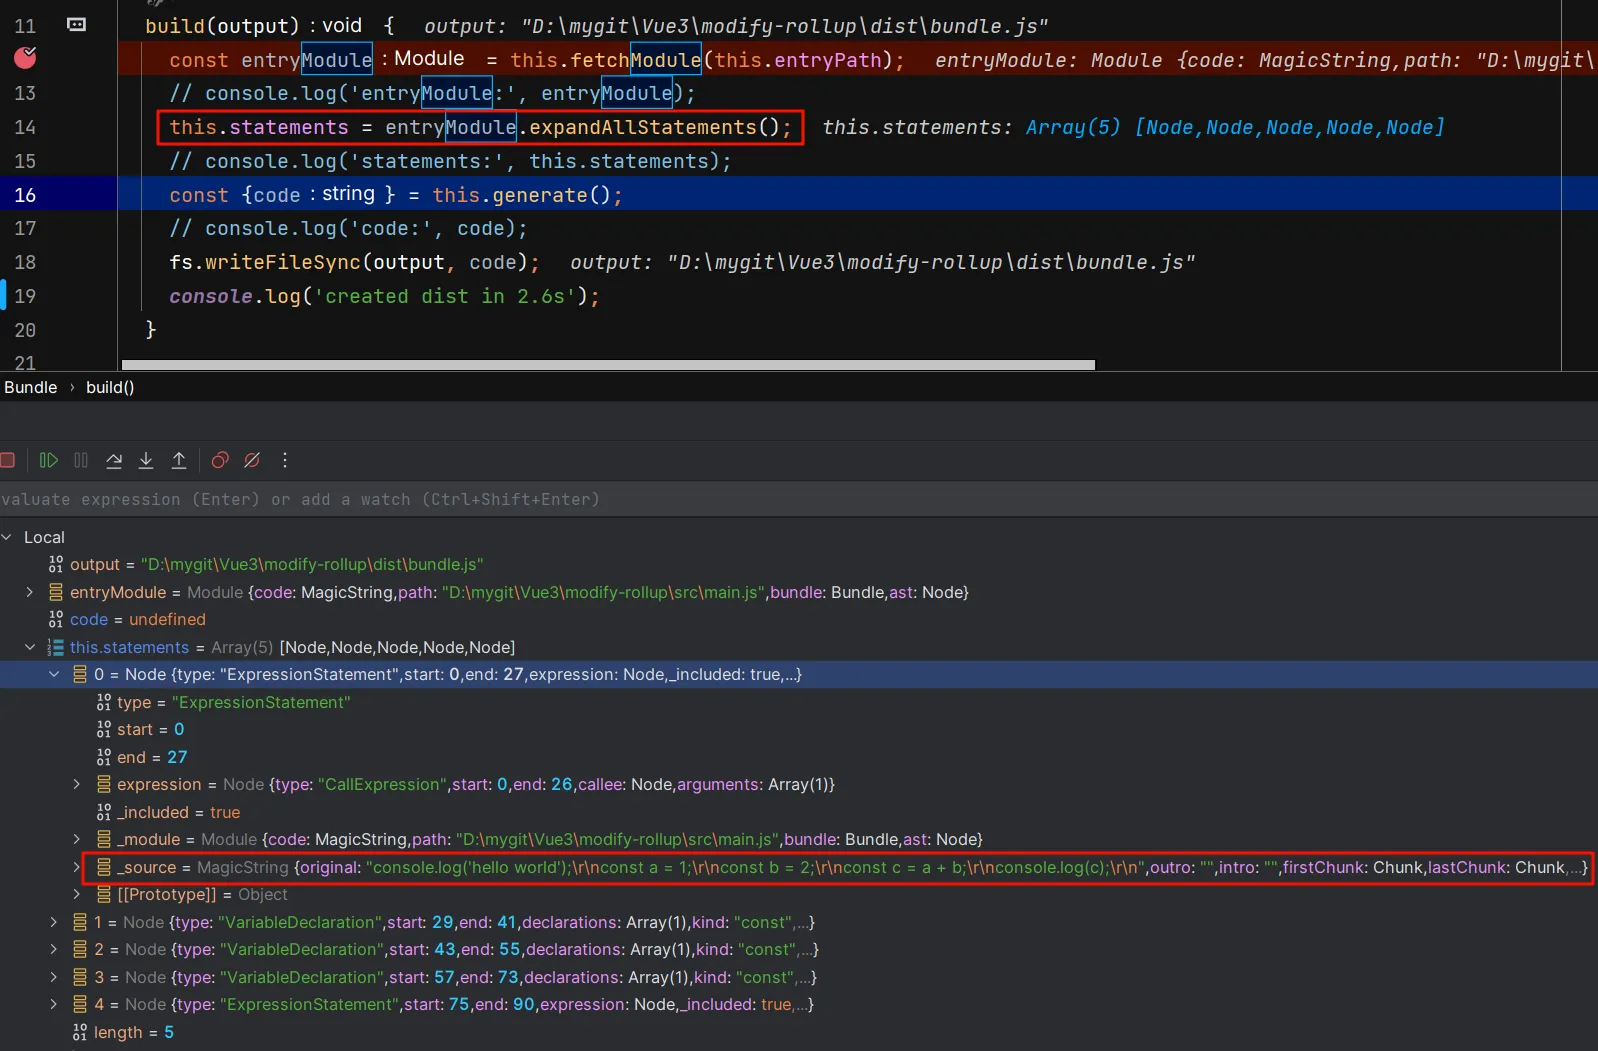 11 build(output) : void { output: "D:\mygit\Vue3\modify-rollup\dist\bundle.js"
const entryModule : Module = this.fetchModule(this.entryPath); entryModule: Module {code: MagicString,path: "D:\mygit\
13 // console.log('entryModule:', entryModule);
14 this.statements = entryModule.expandAllStatements(); this.statements: Array(5) [Node,Node,Node,Node,Node]
15 // console.log('statements:', this.statements);
16 const {code : string } = this.generate();
17 // console.log('code:', code);
18 fs.writeFileSync(output, code); output: "D:\mygit\Vue3\modify-rollup\dist\bundle.js"
19 console.log('created dist in 2.6s');
20 }
21
Bundle › build()
valuate expression (Enter) or add a watch (Ctrl+Shift+Enter)
Local
output = "D:\mygit\Vue3\modify-rollup\dist\bundle.js"
entryModule = Module {code: MagicString,path: "D:\mygit\Vue3\modify-rollup\src\main.js",bundle: Bundle,ast: Node}
code = undefined
this.statements = Array(5) [Node,Node,Node,Node,Node]
0 = Node {type: "ExpressionStatement",start: 0,end: 27,expression: Node,_included: true,...}
type = "ExpressionStatement"
start = 0
end = 27
expression = Node {type: "CallExpression",start: 0,end: 26,callee: Node,arguments: Array(1)}
_included = true
_module = Module {code: MagicString,path: "D:\mygit\Vue3\modify-rollup\src\main.js",bundle: Bundle,ast: Node}
_source = MagicString {original: "console.log('hello world');\r\nconst a = 1;\r\nconst b = 2;\r\nconst c = a + b;\r\nconsole.log(c);\r\n",outro: "",intro: "",firstChunk: Chunk,lastChunk: Chunk,...}
[[Prototype]] = Object
1 = Node {type: "VariableDeclaration",start: 29,end: 41,declarations: Array(1),kind: "const",...}
2 = Node {type: "VariableDeclaration",start: 43,end: 55,declarations: Array(1),kind: "const",...}
3 = Node {type: "VariableDeclaration",start: 57,end: 73,declarations: Array(1),kind: "const",...}
4 = Node {type: "ExpressionStatement",start: 75,end: 90,expression: Node,_included: true,...}
length = 5